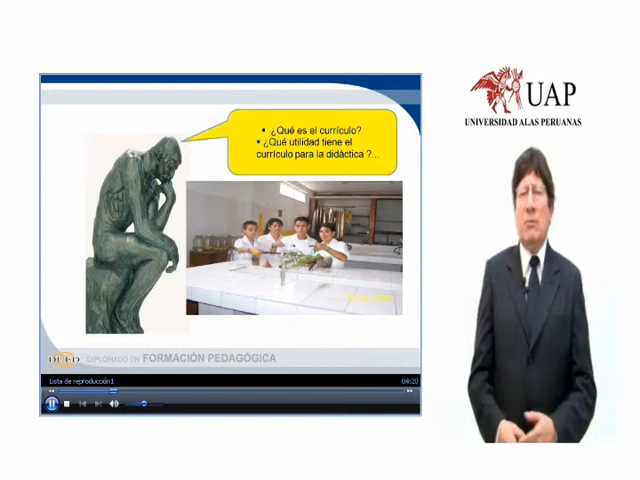 UAP
UNIVERSIDAD ALAS PERUANAS
▪ ¿Qué es el currículo?
▪ ¿Qué utilidad tiene el
currículo para la didáctica ?...
DUED DIPLOMADO EN FORMACIÓN PEDAGÓGICA
Lista de reproducción1 04:20